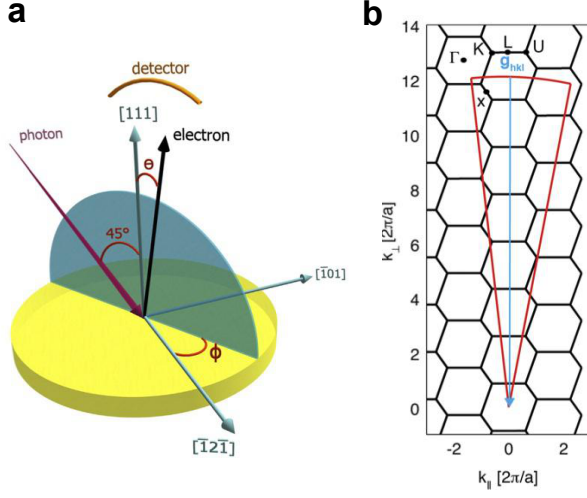 a
detector
[111]
photon
electron
θ
45°
[1̅01]
ϕ
[1̅21̅]
b
14
12
10
8
6
4
2
0
k⊥ [2π/a]
K
L
U
Γ
g_hkl
x
-2
0
2
k∥ [2π/a]